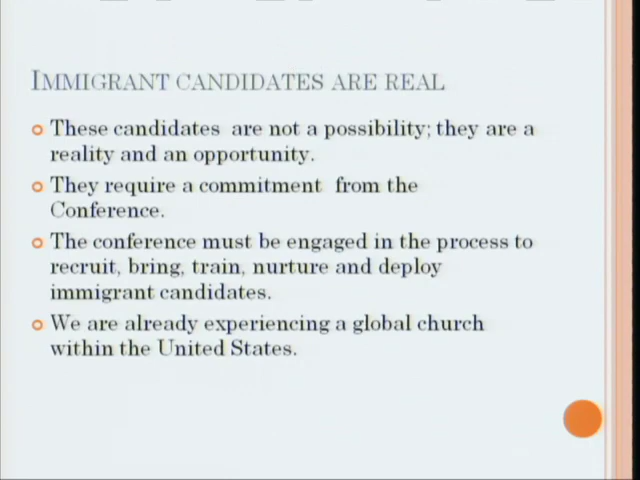 IMMIGRANT CANDIDATES ARE REAL
These candidates are not a possibility; they are a
reality and an opportunity.
They require a commitment from the
Conference.
The conference must be engaged in the process to
recruit, bring, train, nurture and deploy
immigrant candidates.
We are already experiencing a global church
within the United States.